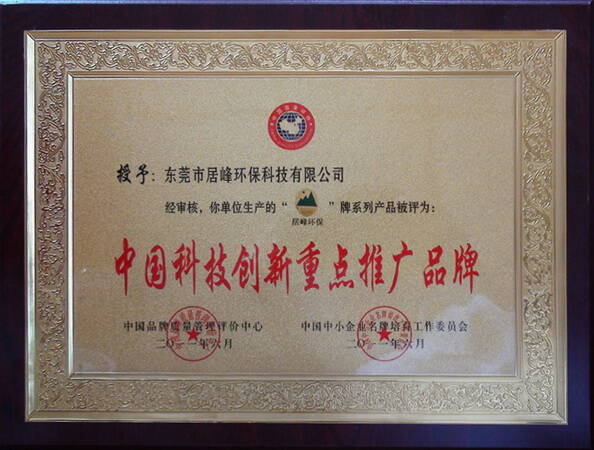 授予：东莞市居峰环保科技有限公司
经审核，你单位生产的“居峰环保”牌系列产品被评为：
中国科技创新重点推广品牌
中国品牌质量管理评价中心 中国中小企业名牌培育工作委员会
二〇一一年六月 二〇一一年六月